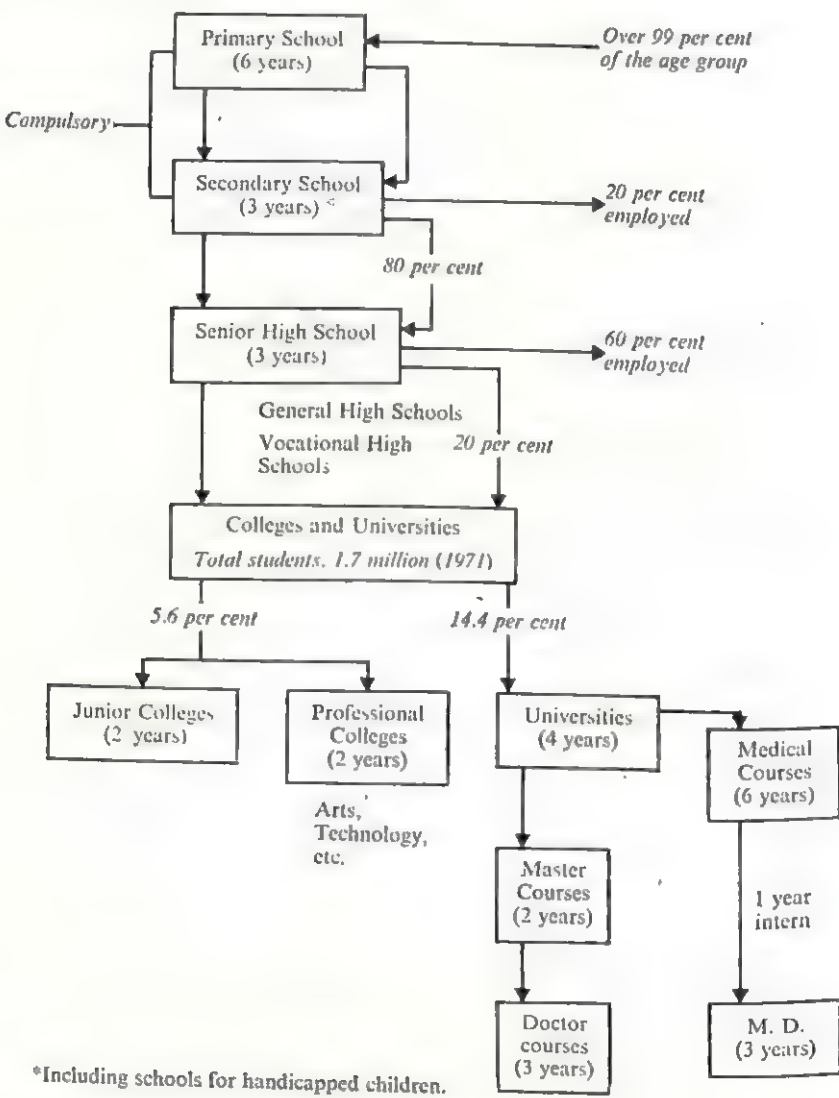 Primary School
(6 years)
Over 99 per cent
of the age group
Compulsory
Secondary School
(3 years) *
20 per cent
employed
80 per cent
Senior High School
(3 years)
60 per cent
employed
General High Schools
Vocational High
Schools
20 per cent
Colleges and Universities
Total students, 1.7 million (1971)
5.6 per cent
14.4 per cent
Junior Colleges
(2 years)
Professional
Colleges
(2 years)
Arts,
Technology,
etc.
Universities
(4 years)
Medical
Courses
(6 years)
Master
Courses
(2 years)
1 year
intern
Doctor
courses
(3 years)
M. D.
(3 years)
*Including schools for handicapped children.